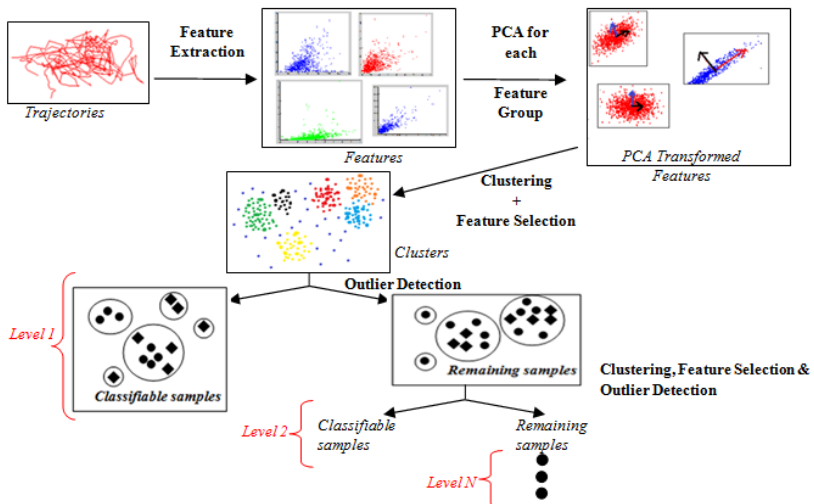 Feature
Extraction
PCA for
each
Feature
Group
Trajectories
Features
PCA Transformed
Features
Clustering
+
Feature Selection
Clusters
Outlier Detection
Level 1
Classifiable samples
Remaining samples
Clustering, Feature Selection &
Outlier Detection
Level 2
Classifiable
samples
Remaining
samples
Level N